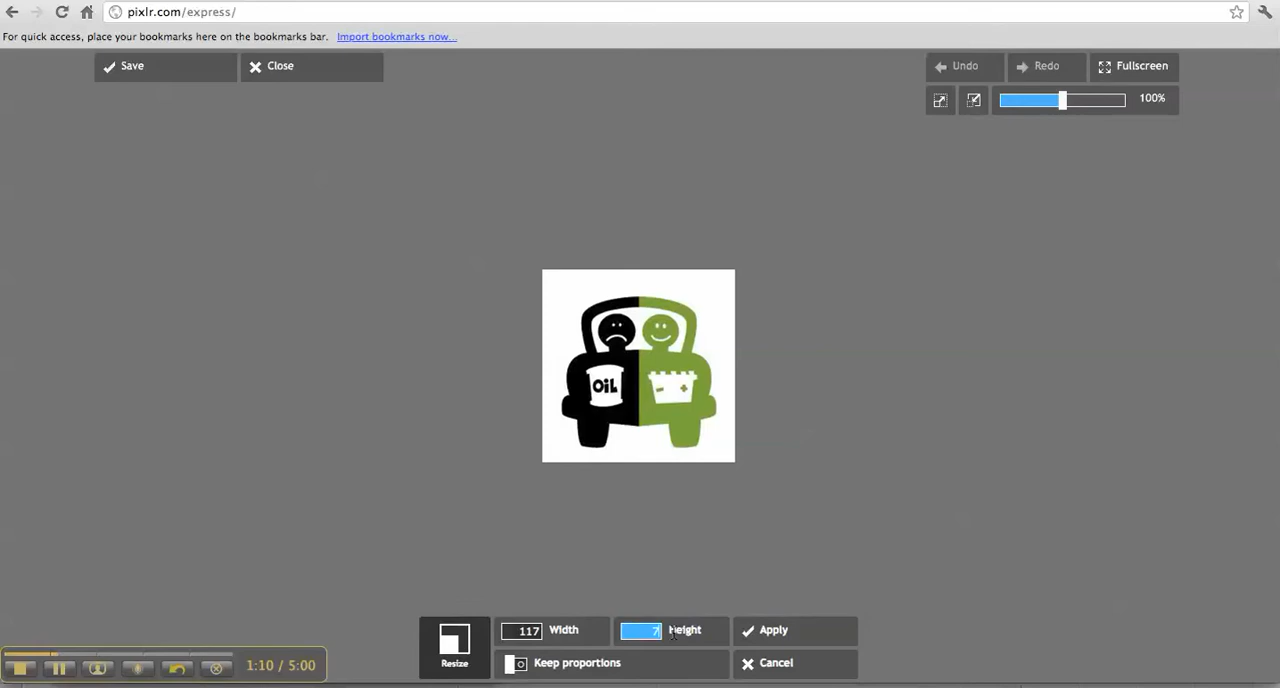 pixlr.com/express/
For quick access, place your bookmarks here on the bookmarks bar. Import bookmarks now...
Save Close Undo Redo Fullscreen
100%
OiL - +
117 Width 7 Height Apply
Resize Keep proportions Cancel
1:10 / 5:00